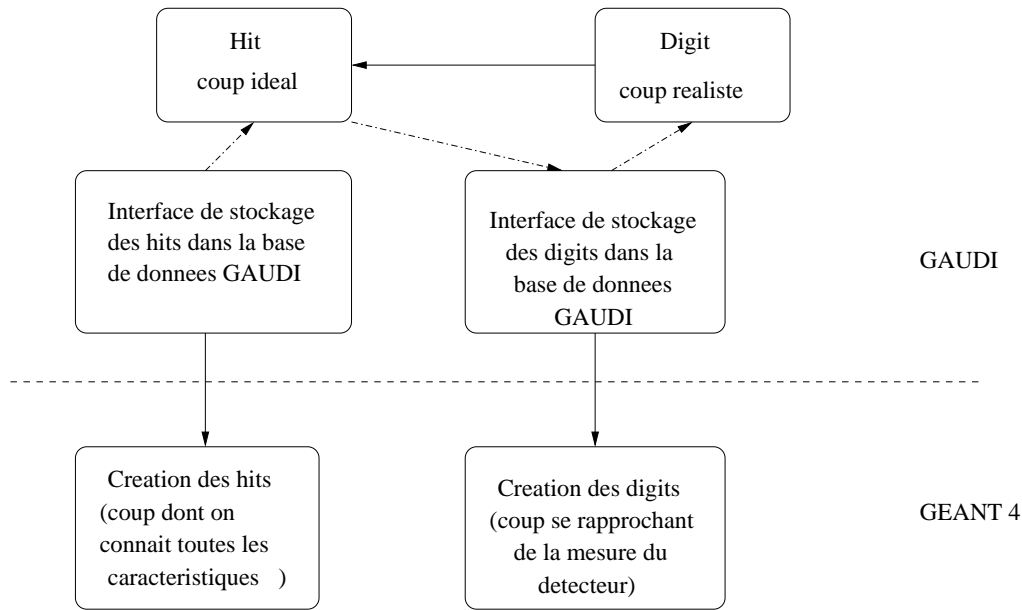 Hit
coup ideal
Digit
coup realiste
Interface de stockage
des hits dans la base
de donnees GAUDI
Interface de stockage
des digits dans la
base de donnees
GAUDI
GAUDI
Creation des hits
(coup dont on
connait toutes les
caracteristiques )
Creation des digits
(coup se rapprochant
de la mesure du
detecteur)
GEANT 4